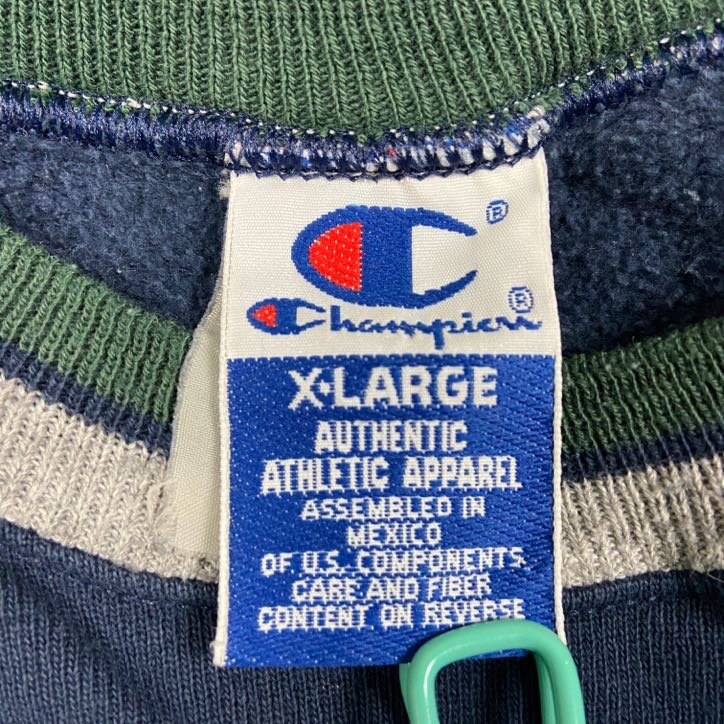 ®
Champion®
X-LARGE
AUTHENTIC
ATHLETIC APPAREL
ASSEMBLED IN
MEXICO
OF U.S. COMPONENTS
CARE AND FIBER
CONTENT ON REVERSE